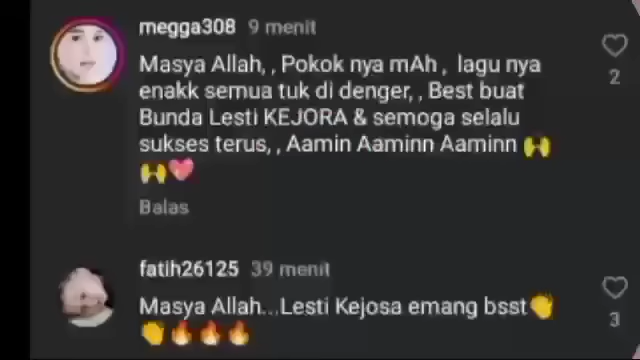 megga308 9 menit
Masya Allah, , Pokok nya mAh , lagu nya
enakk semua tuk di denger, , Best buat
Bunda Lesti KEJORA & semoga selalu
sukses terus, , Aamin Aaminn Aaminn 🙌
🙌💖
2
Balas
fatih26125 39 menit
Masya Allah...Lesti Kejosa emang bsst👏
👏🔥🔥🔥
3